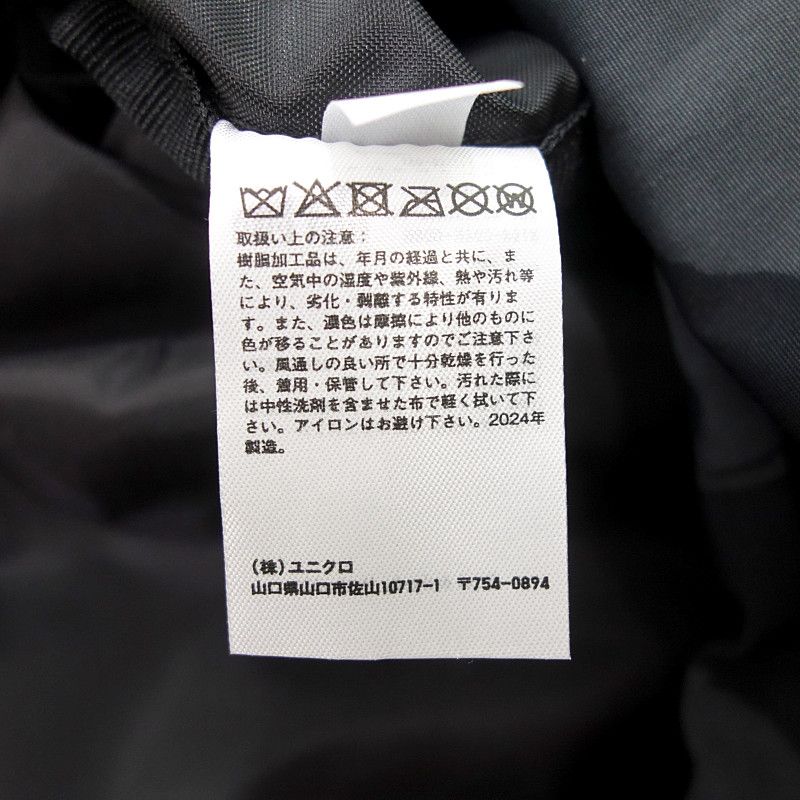 取扱い上の注意：
樹脂加工品は、年月の経過と共に、ま
た、空気中の湿度や紫外線、熱や汚れ等
により、劣化・剥離する特性が有りま
す。また、濃色は摩擦により他のものに
色が移ることがありますのでご注意下さ
い。風通しの良い所で十分乾燥を行った
後、着用・保管して下さい。汚れた際に
は中性洗剤を含ませた布で軽く拭いて下
さい。アイロンはお避け下さい。2024年
製造。
(株)ユニクロ
山口県山口市佐山10717-1 〒754-0894